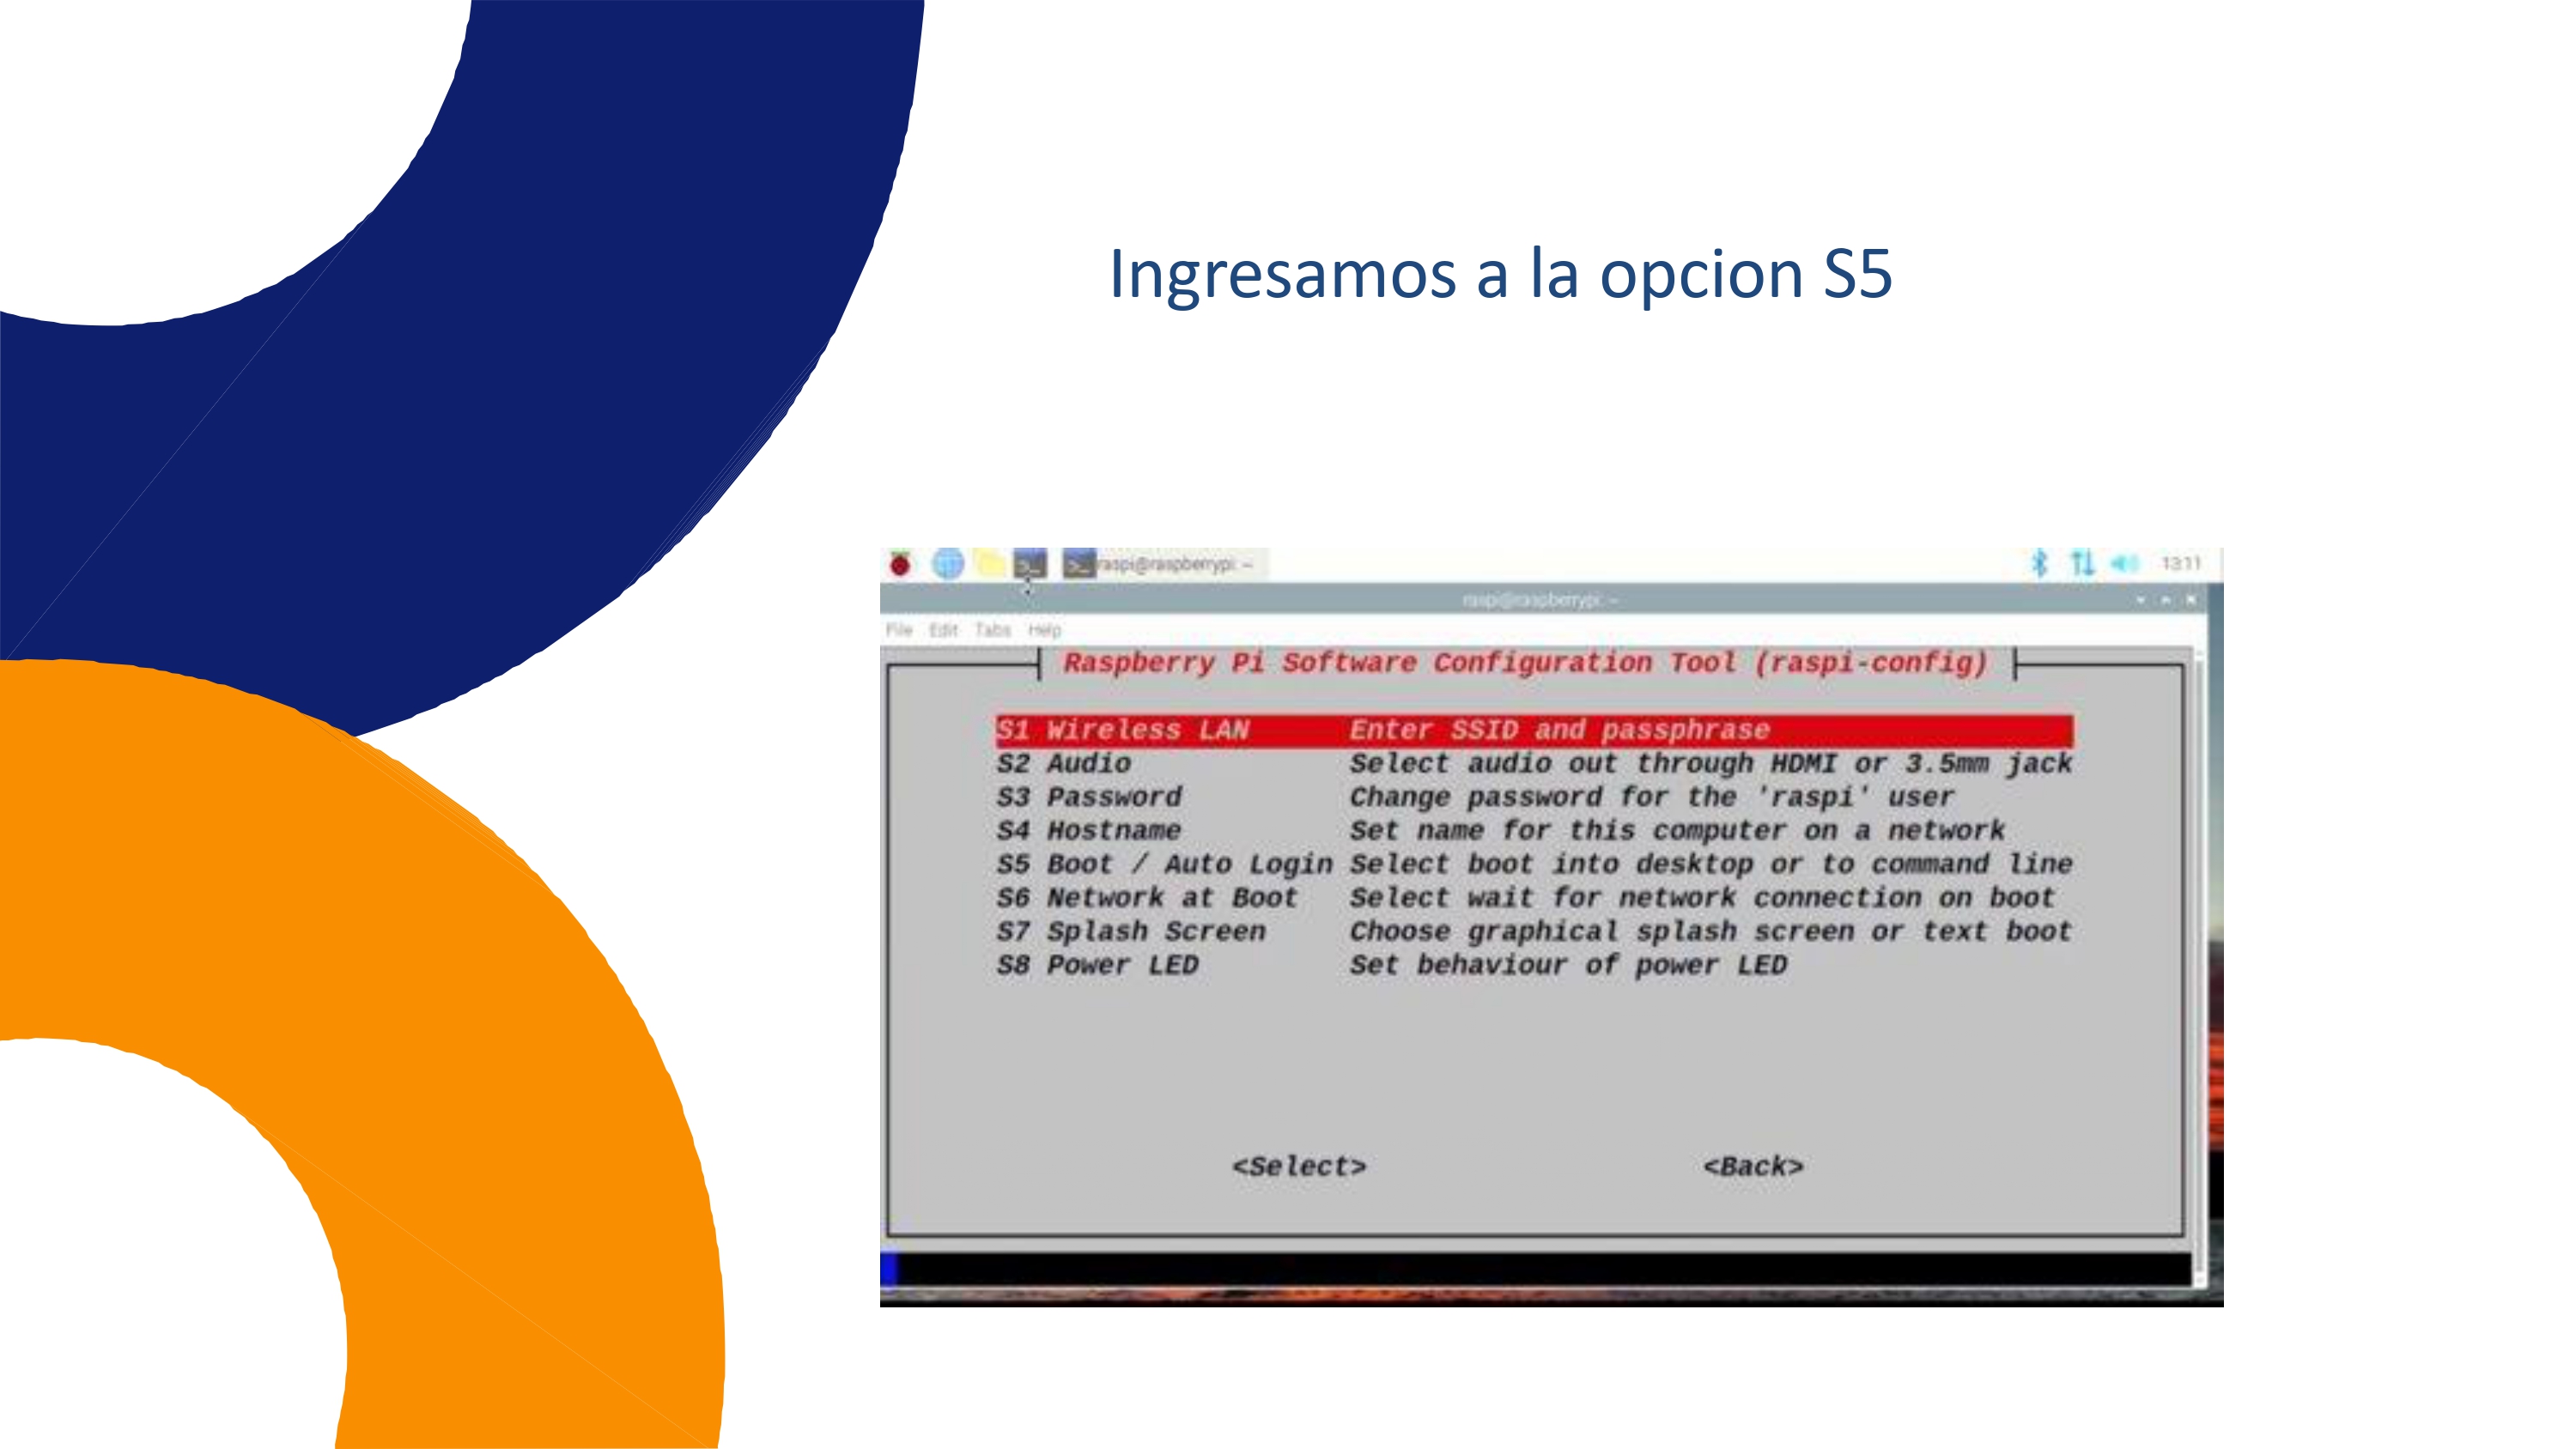 Ingresamos a la opcion S5
raspi@raspberrypi: ~
13:11
raspi@raspberrypi: ~
File Edit Tabs Help
Raspberry Pi Software Configuration Tool (raspi-config)
S1 Wireless LAN Enter SSID and passphrase
S2 Audio Select audio out through HDMI or 3.5mm jack
S3 Password Change password for the 'raspi' user
S4 Hostname Set name for this computer on a network
S5 Boot / Auto Login Select boot into desktop or to command line
S6 Network at Boot Select wait for network connection on boot
S7 Splash Screen Choose graphical splash screen or text boot
S8 Power LED Set behaviour of power LED
<Select> <Back>